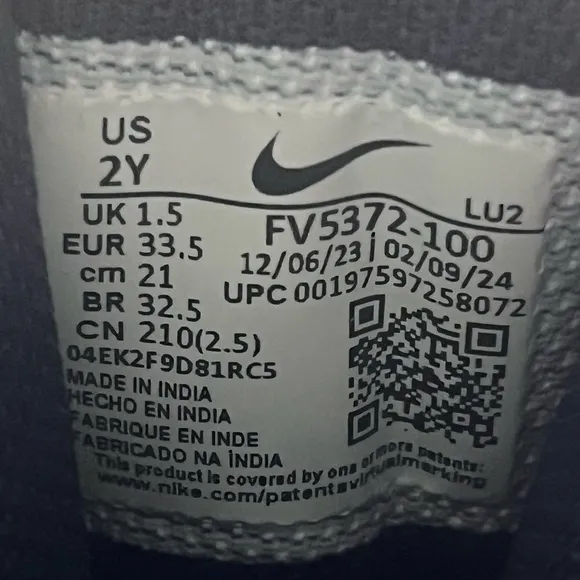 US
2Y
LU2
UK 1.5
EUR 33.5
cm 21
BR 32.5
CN 210(2.5)
FV5372-100
12/06/23 | 02/09/24
UPC 00197597258072
04EK2F9D81RC5
MADE IN INDIA
HECHO EN INDIA
FABRIQUE EN INDE
FABRICADO NA ÍNDIA
This product is covered by one or more patents:
www.nike.com/patentsvirtualmarking